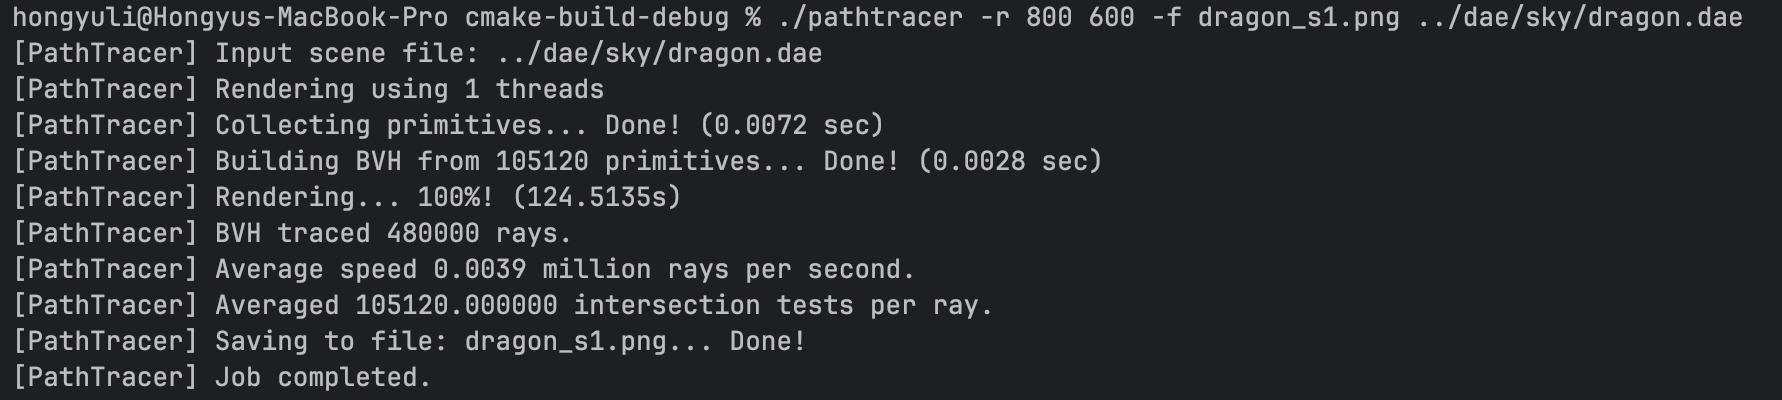 hongyuli@Hongyus-MacBook-Pro cmake-build-debug % ./pathtracer -r 800 600 -f dragon_s1.png ../dae/sky/dragon.dae
[PathTracer] Input scene file: ../dae/sky/dragon.dae
[PathTracer] Rendering using 1 threads
[PathTracer] Collecting primitives... Done! (0.0072 sec)
[PathTracer] Building BVH from 105120 primitives... Done! (0.0028 sec)
[PathTracer] Rendering... 100%! (124.5135s)
[PathTracer] BVH traced 480000 rays.
[PathTracer] Average speed 0.0039 million rays per second.
[PathTracer] Averaged 105120.000000 intersection tests per ray.
[PathTracer] Saving to file: dragon_s1.png... Done!
[PathTracer] Job completed.